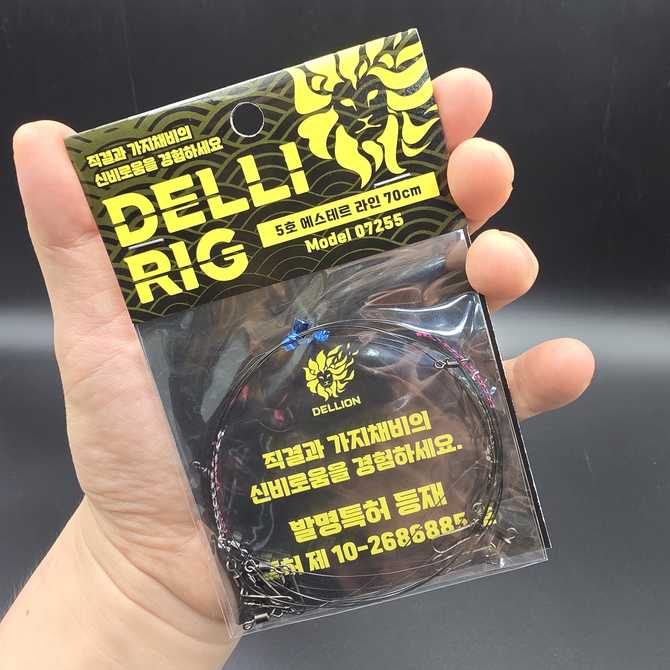 직결과 가지채비의
신비로움을 경험하세요
DELLI
RIG
5호 에스테르 라인 70cm
Model 07255
DELLION
직결과 가지채비의
신비로움을 경험하세요.
발명특허 등재
특허 제 10-2686885